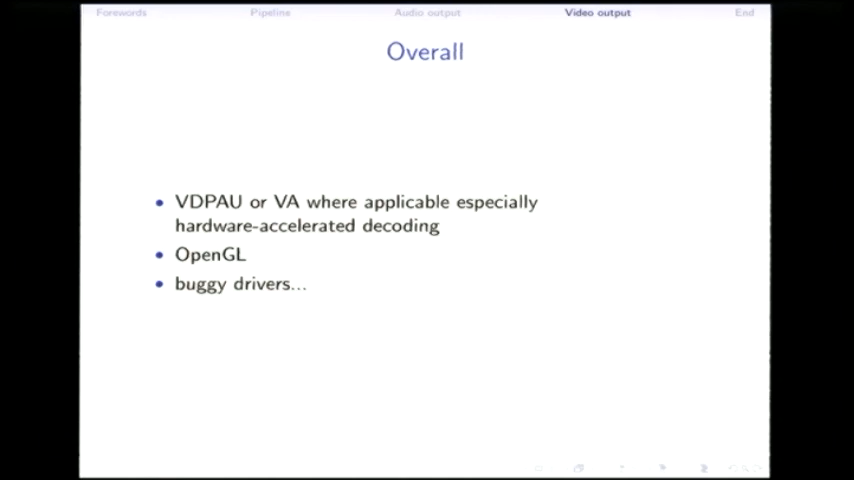 Forewords Pipeline Audio output Video output End
Overall
• VDPAU or VA where applicable especially
hardware-accelerated decoding
• OpenGL
• buggy drivers...